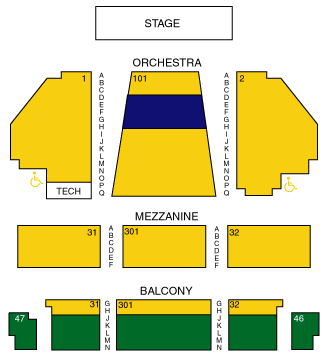 STAGE
ORCHESTRA
1
101
2
A A
B B
C C
D D
E E
F F
G G
H H
I I
J J
K K
L L
M M
N N
O O
P P
Q Q
TECH
MEZZANINE
31
301
32
A A
B B
C C
D D
E E
F F
BALCONY
47
31
301
32
46
G G
H H
J J
K K
L L
M M
N N